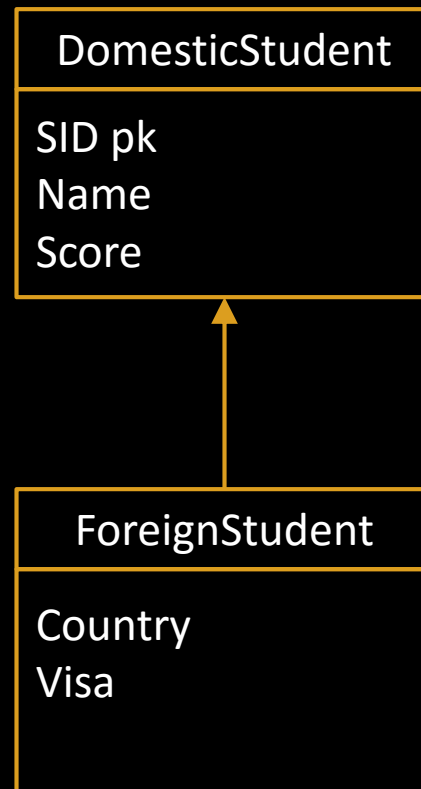 DomesticStudent
SID pk
Name
Score
ForeignStudent
Country
Visa